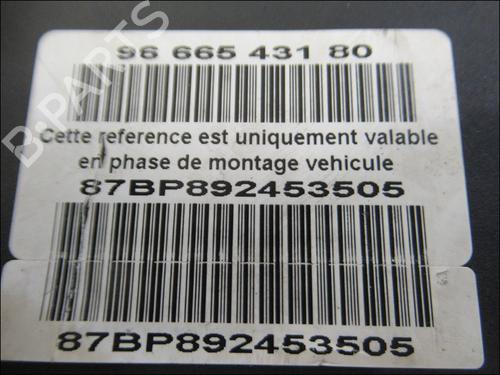 96 665 431 80
B-PARTS
Cette reference est uniquement valable
en phase de montage vehicule
87BP892453505
87BP892453505